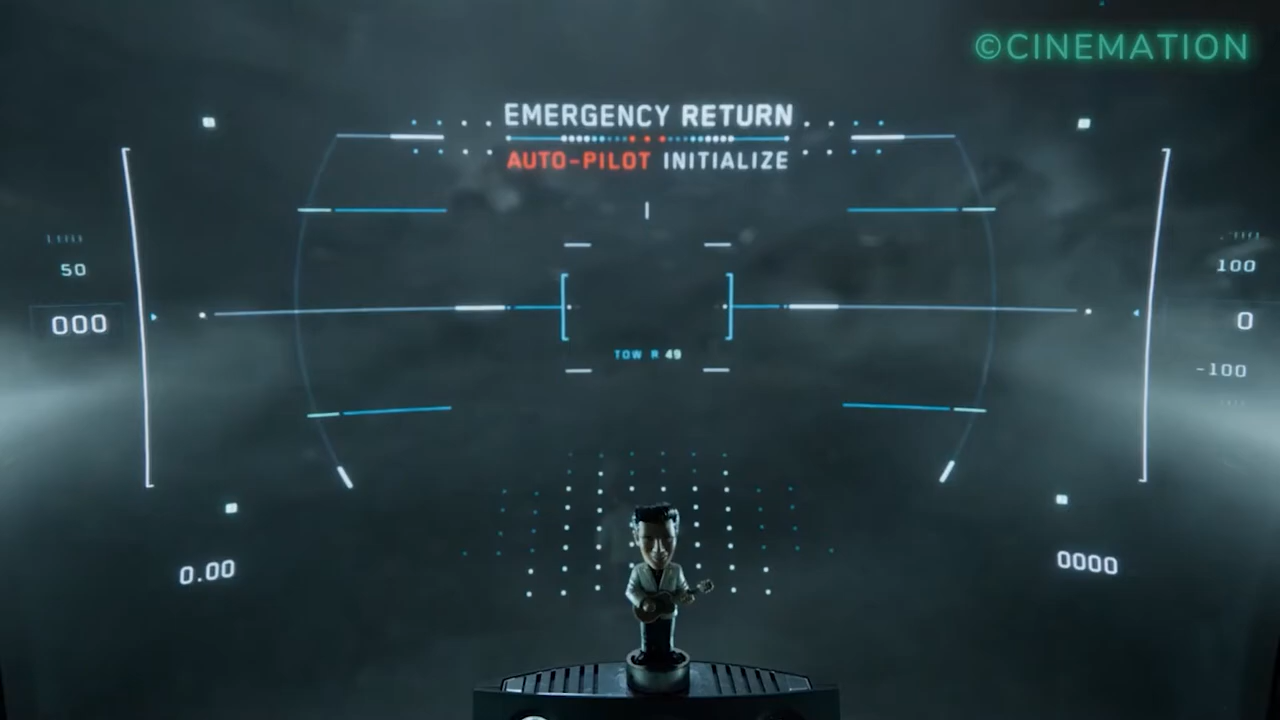 ©CINEMATION
EMERGENCY RETURN
AUTO-PILOT INITIALIZE
50
000
100
0
-100
TOW R 49
0.00
0000